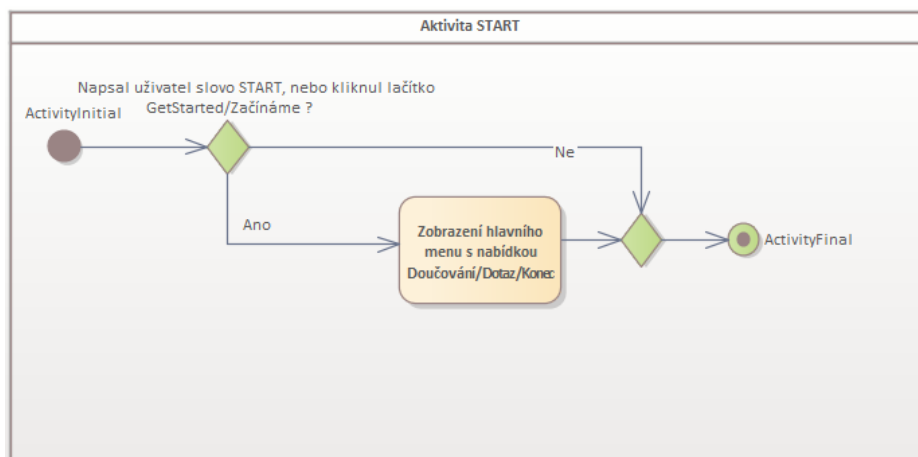 Aktivita START
Napsal uživatel slovo START, nebo kliknul lačítko
GetStarted/Začínáme ?
ActivityInitial
Ne
Ano
Zobrazení hlavního
menu s nabídkou
Doučování/Dotaz/Konec
ActivityFinal